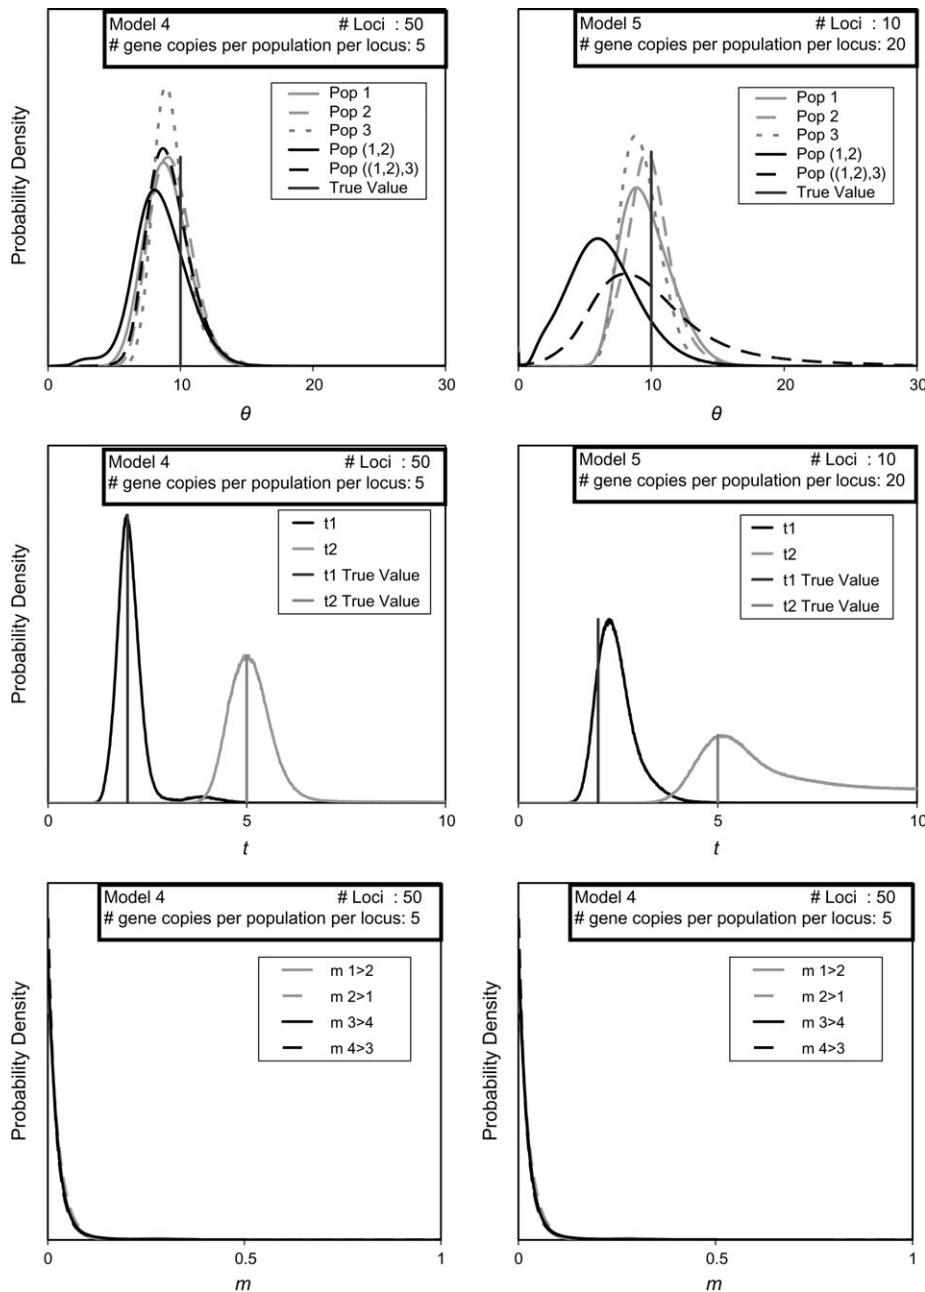 Model 4 # Loci : 50
# gene copies per population per locus: 5
Pop 1
Pop 2
Pop 3
Pop (1,2)
Pop ((1,2),3)
True Value
Probability Density
0 10 20 30
θ
Model 5 # Loci : 10
# gene copies per population per locus: 20
Pop 1
Pop 2
Pop 3
Pop (1,2)
Pop ((1,2),3)
True Value
0 10 20 30
θ
Model 4 # Loci : 50
# gene copies per population per locus: 5
t1
t2
t1 True Value
t2 True Value
Probability Density
0 5 10
t
Model 5 # Loci : 10
# gene copies per population per locus: 20
t1
t2
t1 True Value
t2 True Value
0 5 10
t
Model 4 # Loci : 50
# gene copies per population per locus: 5
m 1>2
m 2>1
m 3>4
m 4>3
Probability Density
0 0.5 1
m
Model 4 # Loci : 50
# gene copies per population per locus: 5
m 1>2
m 2>1
m 3>4
m 4>3
Probability Density
0 0.5 1
m